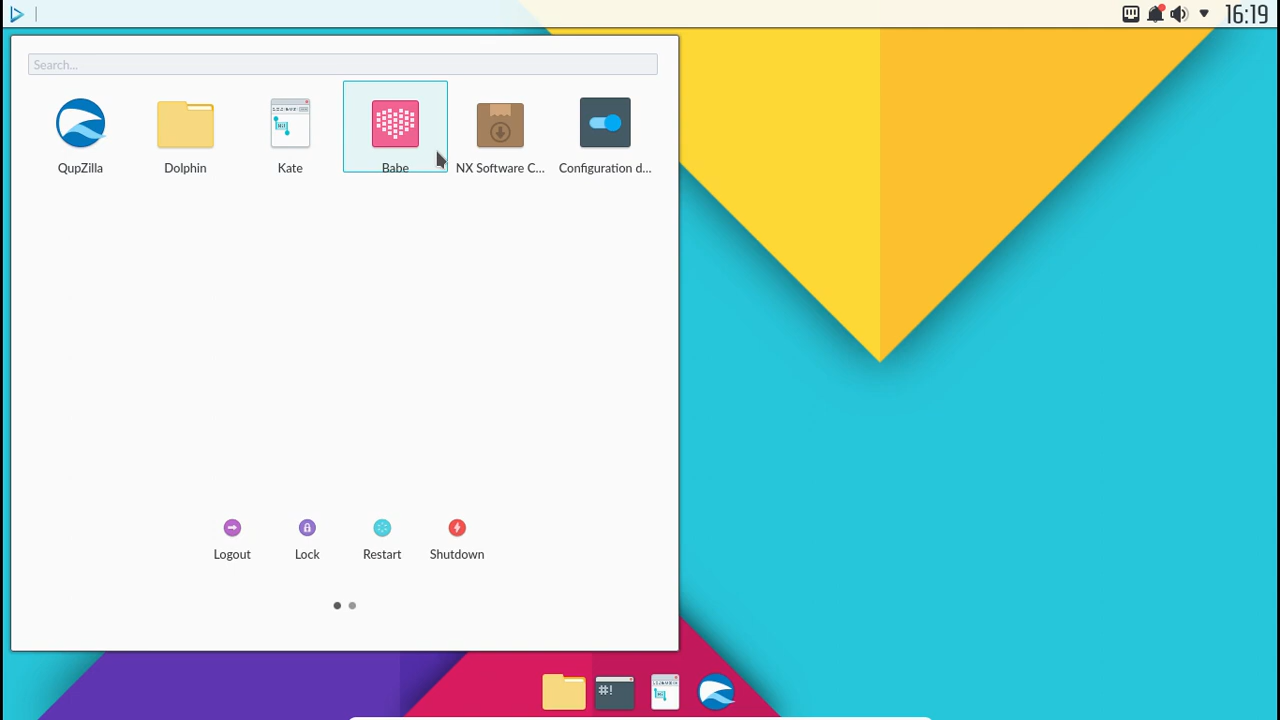 16:19
Search...
QupZilla
Dolphin
Kate
Babe
NX Software C...
Configuration d...
Logout
Lock
Restart
Shutdown
#!